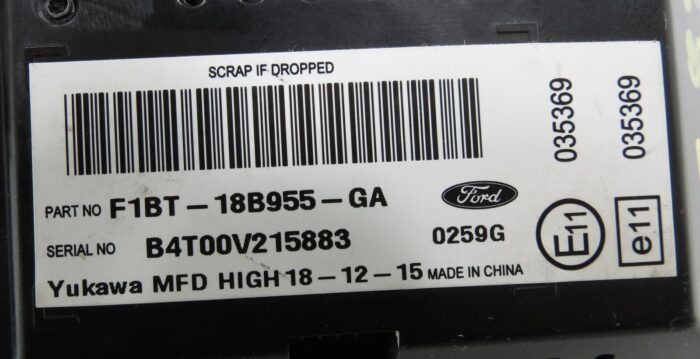 SCRAP IF DROPPED
PART NO F1BT-18B955-GA
Ford
SERIAL NO B4T00V215883
0259G
Yukawa MFD HIGH 18-12-15 MADE IN CHINA
035369
E11
035369
e11